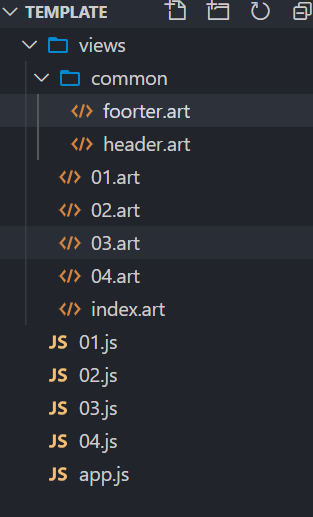 TEMPLATE
views
common
foorter.art
header.art
01.art
02.art
03.art
04.art
index.art
JS 01.js
JS 02.js
JS 03.js
JS 04.js
JS app.js